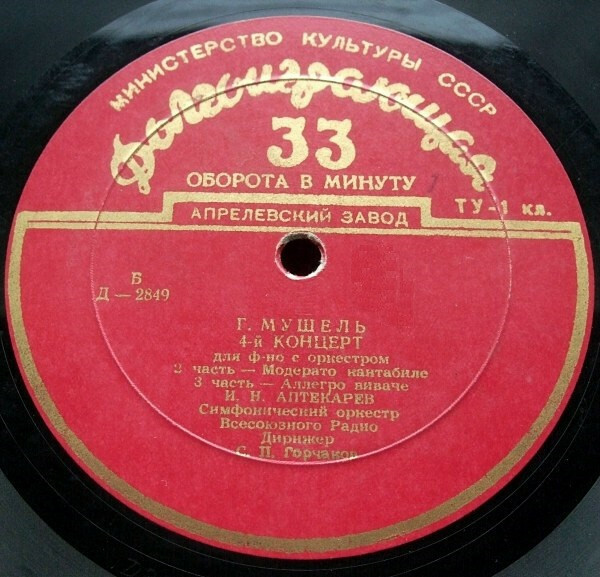 МИНИСТЕРСТВО КУЛЬТУРЫ СССР
Долгоиграющая
33
ОБОРОТА В МИНУТУ
ТУ-1 кл.
АПРЕЛЕВСКИЙ ЗАВОД
Б
Д — 2849
Г. МУШЕЛЬ
4-й КОНЦЕРТ
для ф-но с оркестром
2 часть — Модерато кантабиле
3 часть — Аллегро виваче
И. Н. АПТЕКАРЕВ
Симфонический оркестр
Всесоюзного Радио
Дирижер
С. П. Горчаков